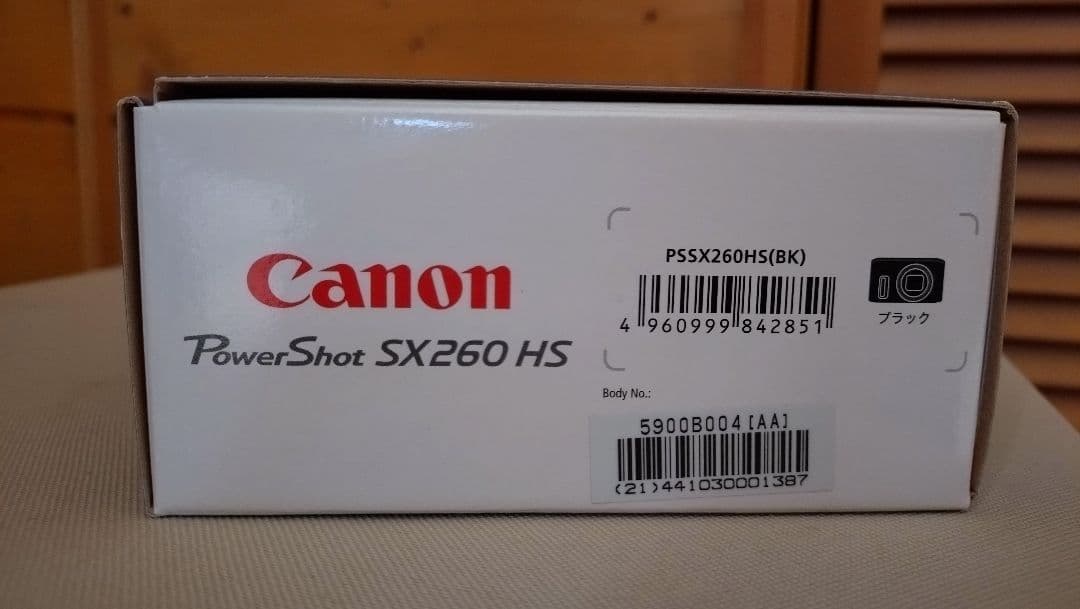 Canon
PowerShot SX260 HS
PSSX260HS(BK)
4 960999 842851
ブラック
Body No.:
5900B004[AA]
(21)441030001387